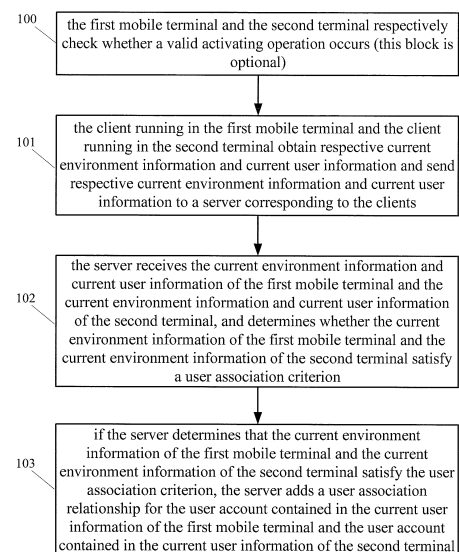 100
the first mobile terminal and the second terminal respectively
check whether a valid activating operation occurs (this block is
optional)
101
the client running in the first mobile terminal and the client
running in the second terminal obtain respective current
environment information and current user information and send
respective current environment information and current user
information to a server corresponding to the clients
102
the server receives the current environment information and
current user information of the first mobile terminal and the
current environment information and current user information
of the second terminal, and determines whether the current
environment information of the first mobile terminal and the
current environment information of the second terminal satisfy
a user association criterion
103
if the server determines that the current environment
information of the first mobile terminal and the current
environment information of the second terminal satisfy the user
association criterion, the server adds a user association
relationship for the user account contained in the current user
information of the first mobile terminal and the user account
contained in the current user information of the second terminal